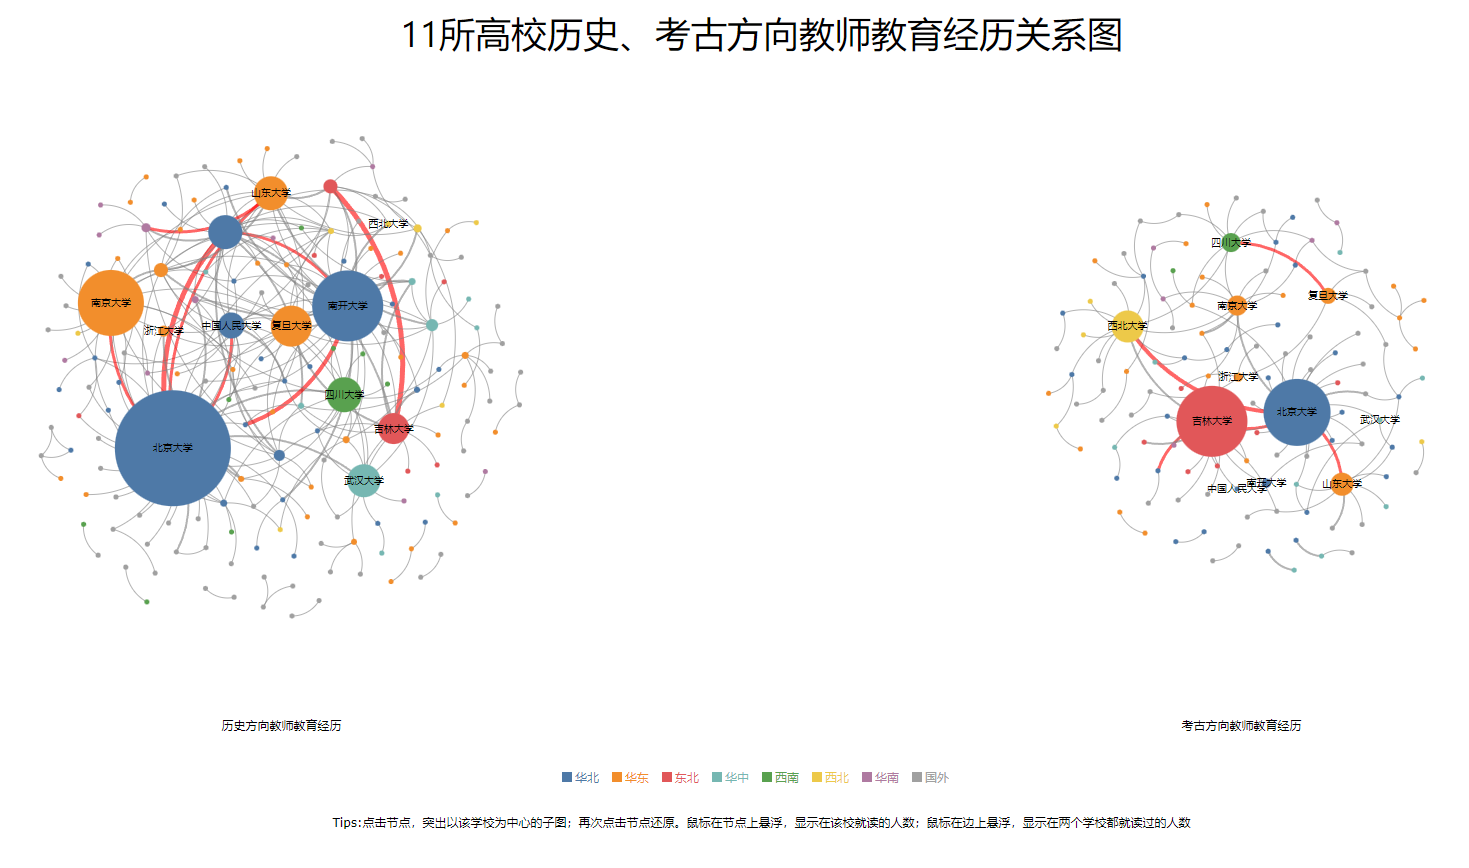 11所高校历史、考古方向教师教育经历关系图
山东大学
西北大学
南京大学
浙江大学
中国人民大学
复旦大学
南开大学
四川大学
吉林大学
北京大学
武汉大学
四川大学
南京大学
复旦大学
西北大学
浙江大学
吉林大学
北京大学
武汉大学
中国人民大学
南开大学
山东大学
历史方向教师教育经历
考古方向教师教育经历
华北 华东 东北 华中 西南 西北 华南 国外
Tips:点击节点，突出以该学校为中心的子图；再次点击节点还原。鼠标在节点上悬浮，显示在该校就读的人数；鼠标在边上悬浮，显示在两个学校都就读过的人数